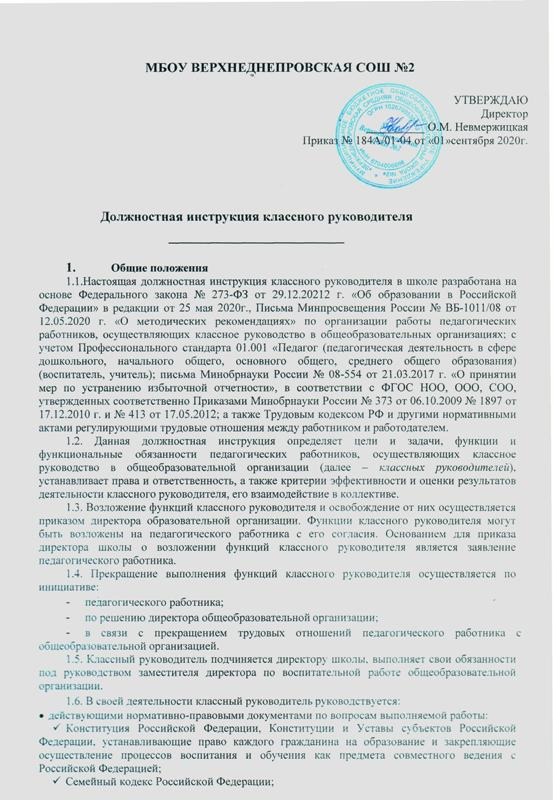 МБОУ ВЕРХНЕДНЕПРОВСКАЯ СОШ №2
УТВЕРЖДАЮ
Директор
О.М. Невмержицкая
Приказ № 184А/01-04 от «01»сентября 2020г.
Должностная инструкция классного руководителя
1. Общие положения
1.1.Настоящая должностная инструкция классного руководителя в школе разработана на
основе Федерального закона № 273-ФЗ от 29.12.20212 г. «Об образовании в Российской
Федерации» в редакции от 25 мая 2020г., Письма Минпросвещения России № ВБ-1011/08 от
12.05.2020 г. «О методических рекомендациях» по организации работы педагогических
работников, осуществляющих классное руководство в общеобразовательных организациях; с
учетом Профессионального стандарта 01.001 «Педагог (педагогическая деятельность в сфере
дошкольного, начального общего, основного общего, среднего общего образования)
(воспитатель, учитель); письма Минобрнауки России № 08-554 от 21.03.2017 г. «О принятии
мер по устранению избыточной отчетности», в соответствии с ФГОС НОО, ООО, СОО,
утвержденных соответственно Приказами Минобрнауки России № 373 от 06.10.2009 № 1897 от
17.12.2010 г. и № 413 от 17.05.2012; а также Трудовым кодексом РФ и другими нормативными
актами регулирующими трудовые отношения между работником и работодателем.
1.2. Данная должностная инструкция определяет цели и задачи, функции и
функциональные обязанности педагогических работников, осуществляющих классное
руководство в общеобразовательной организации (далее – классных руководителей),
устанавливает права и ответственность, а также критерии эффективности и оценки результатов
деятельности классного руководителя, его взаимодействие в коллективе.
1.3. Возложение функций классного руководителя и освобождение от них осуществляется
приказом директора образовательной организации. Функции классного руководителя могут
быть возложены на педагогического работника с его согласия. Основанием для приказа
директора школы о возложении функций классного руководителя является заявление
педагогического работника.
1.4. Прекращение выполнения функций классного руководителя осуществляется по
инициативе:
- педагогического работника;
- по решению директора общеобразовательной организации;
- в связи с прекращением трудовых отношений педагогического работника с
общеобразовательной организацией.
1.5. Классный руководитель подчиняется директору школы, выполняет свои обязанности
под руководством заместителя директора по воспитательной работе общеобразовательной
организации.
1.6. В своей деятельности классный руководитель руководствуется:
• действующими нормативно-правовыми документами по вопросам выполняемой работы:
✓ Конституция Российской Федерации, Конституции и Уставы субъектов Российской
Федерации, устанавливающие право каждого гражданина на образование и закрепляющие
осуществление процессов воспитания и обучения как предмета совместного ведения с
Российской Федерацией;
✓ Семейный кодекс Российской Федерации;